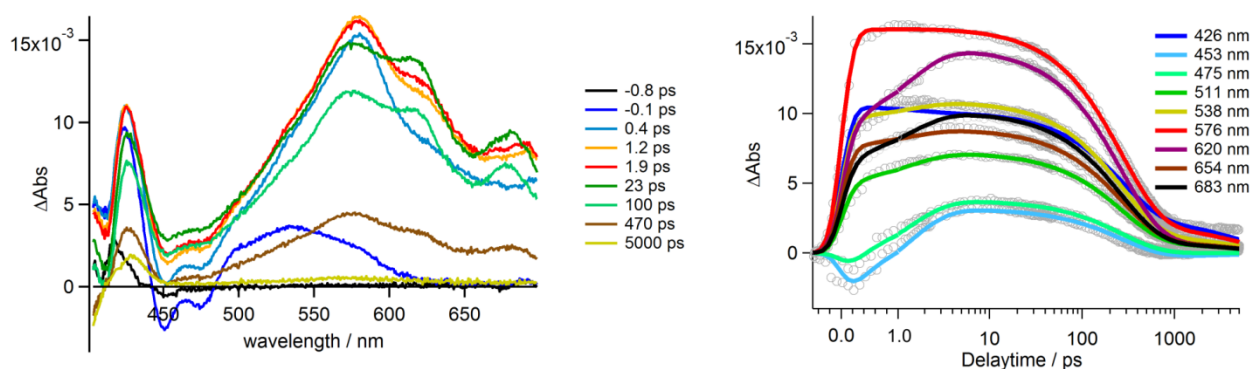 15x10⁻³
10
5
0
ΔAbs
450
500
550
600
650
wavelength / nm
-0.8 ps
-0.1 ps
0.4 ps
1.2 ps
1.9 ps
23 ps
100 ps
470 ps
5000 ps
15x10⁻³
10
5
0
ΔAbs
0.0
1.0
10
100
1000
Delaytime / ps
426 nm
453 nm
475 nm
511 nm
538 nm
576 nm
620 nm
654 nm
683 nm